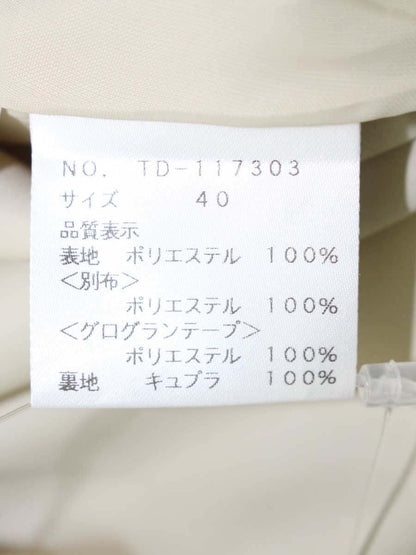 NO. TD-117303
サイズ 40
品質表示
表地 ポリエステル 100%
<別布>
ポリエステル 100%
<グログランテープ>
ポリエステル 100%
裏地 キュプラ 100%